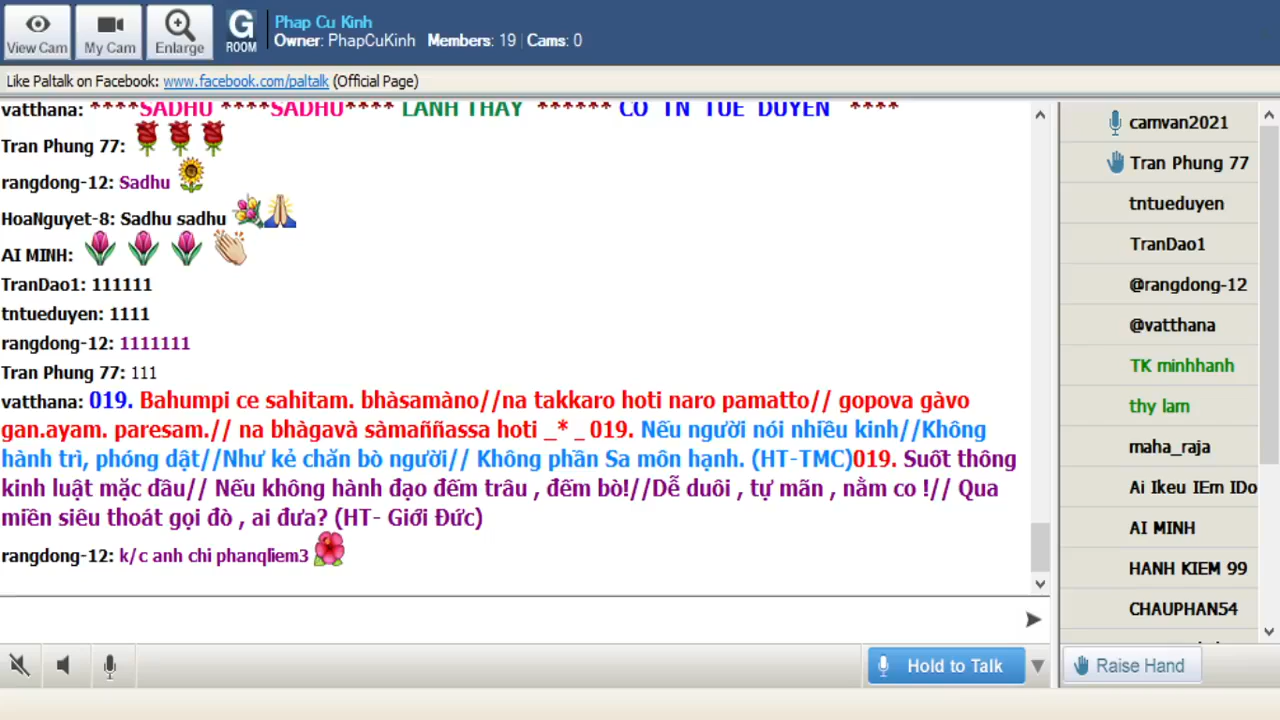 View Cam
My Cam
Enlarge
G
ROOM
Phap Cu Kinh
Owner: PhapCuKinh Members: 19 | Cams: 0
Like Paltalk on Facebook: www.facebook.com/paltalk (Official Page)
vatthana: ****SADHU ****SADHU**** LÀNH THAY ****** CÔ TN TUE DUYEN ****
Tran Phung 77:
rangdong-12: Sadhu
HoaNguyet-8: Sadhu sadhu
AI MINH:
TranDao1: 111111
tntueduyen: 1111
rangdong-12: 1111111
Tran Phung 77: 111
vatthana: 019. Bahumpi ce sahitam. bhàsamàno//na takkaro hoti naro pamatto// gopova gàvo
gan.ayam. paresam.// na bhàgavà sàmaññassa hoti _* _ 019. Nếu người nói nhiều kinh//Không
hành trì, phóng dật//Như kẻ chăn bò người// Không phần Sa môn hạnh. (HT-TMC)019. Suốt thông
kinh luật mặc dầu// Nếu không hành đạo đếm trâu , đếm bò!//Dễ duôi , tự mãn , nằm co !// Qua
miền siêu thoát gọi đò , ai đưa? (HT- Giới Đức)
rangdong-12: k/c anh chi phanqliem3
Hold to Talk
camvan2021
Tran Phung 77
tntueduyen
TranDao1
@rangdong-12
@vatthana
TK minhhanh
thy lam
maha_raja
Ai Ikeu IEm IDo
AI MINH
HANH KIEM 99
CHAUPHAN54
Raise Hand